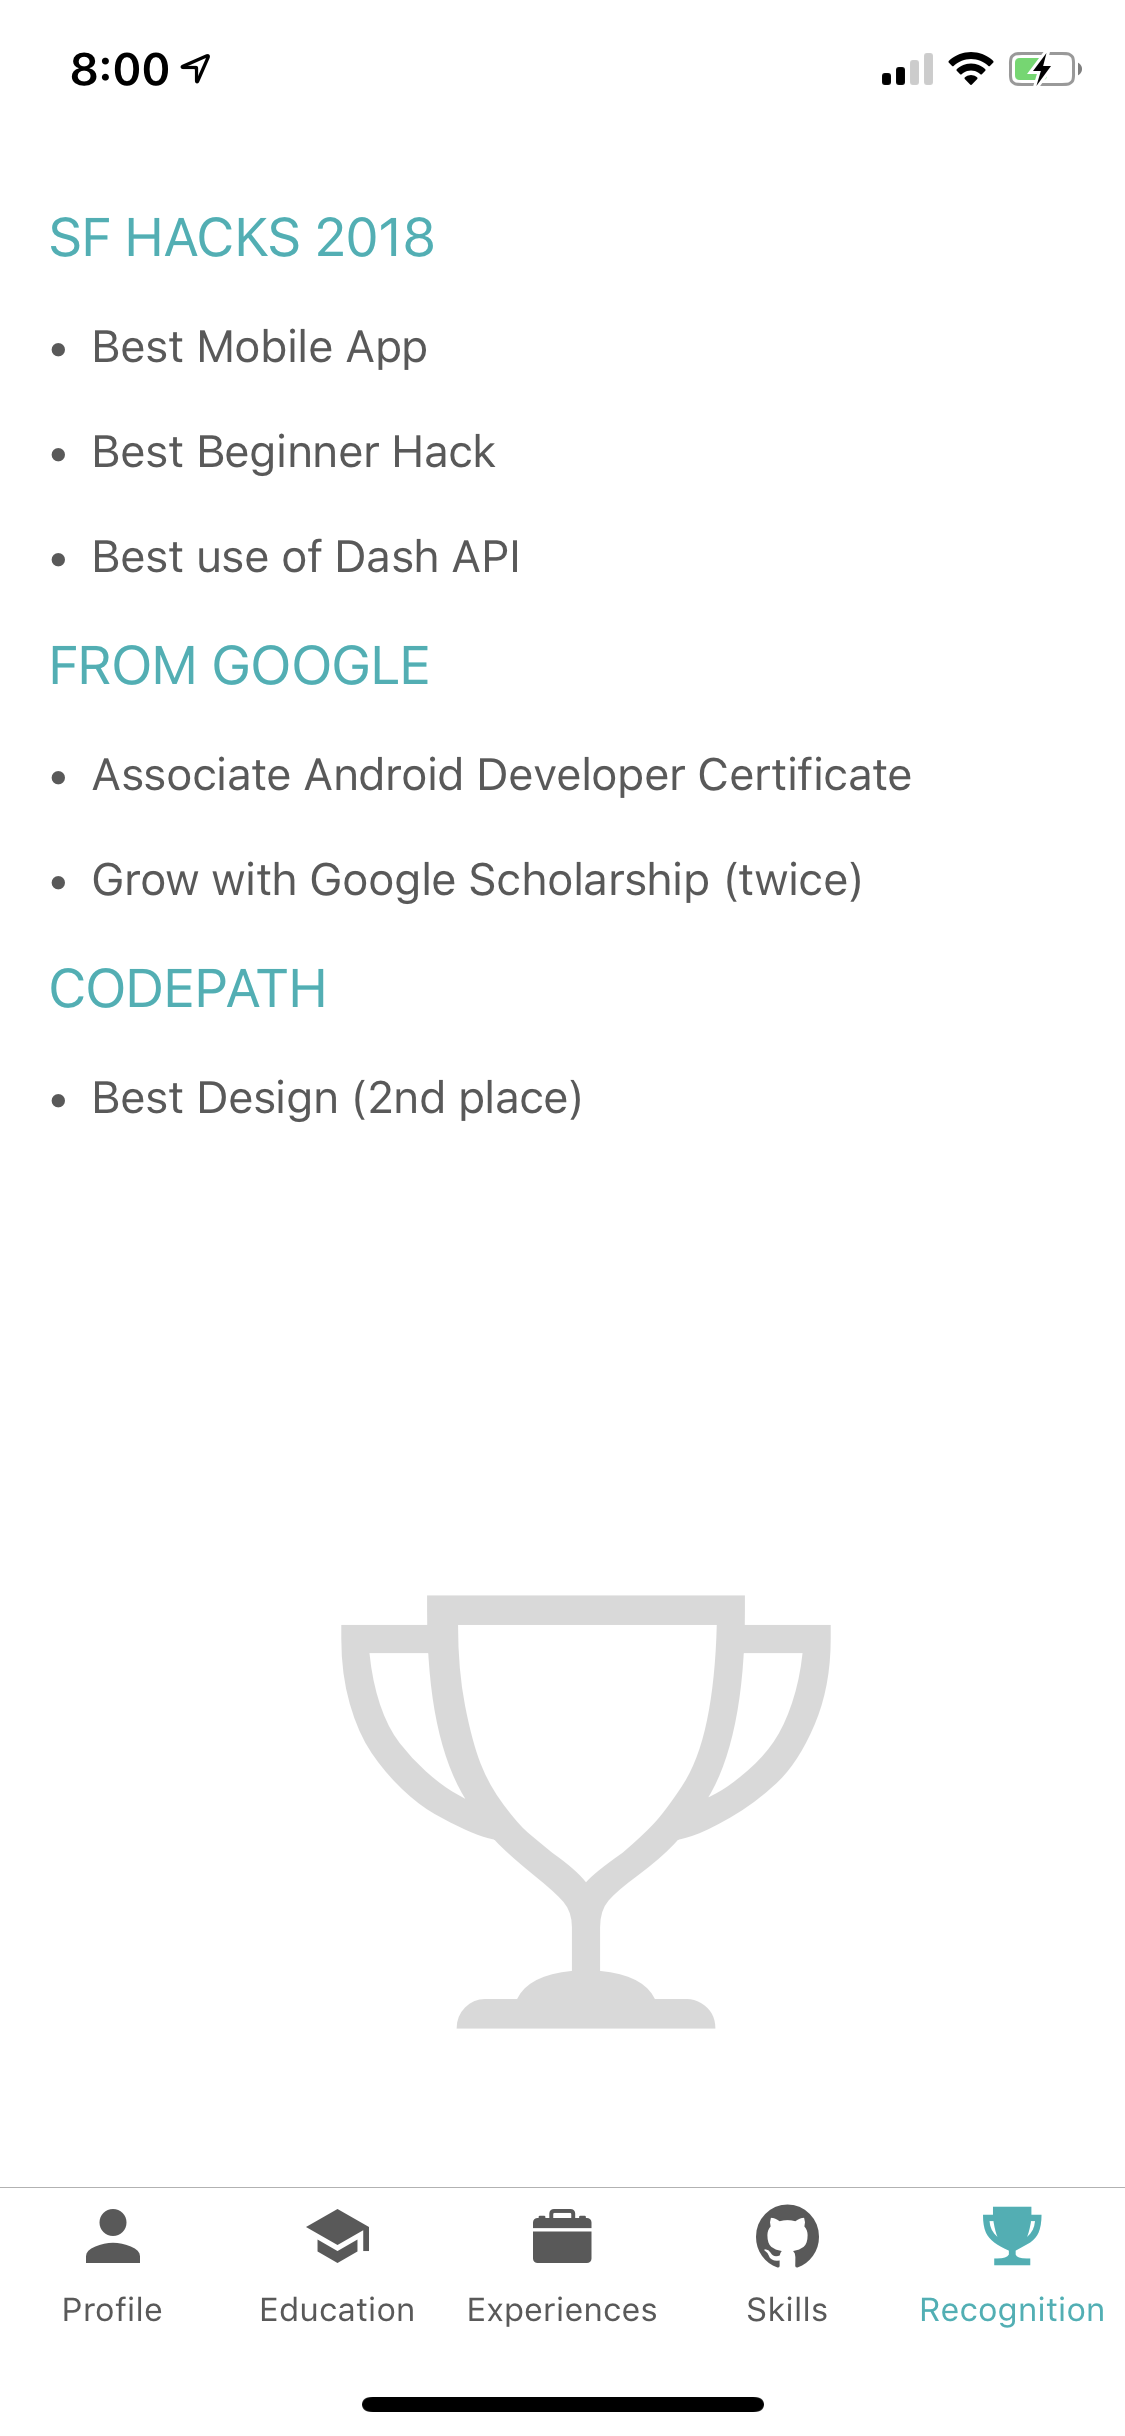 8:00
SF HACKS 2018
• Best Mobile App
• Best Beginner Hack
• Best use of Dash API
FROM GOOGLE
• Associate Android Developer Certificate
• Grow with Google Scholarship (twice)
CODEPATH
• Best Design (2nd place)
Profile Education Experiences Skills Recognition